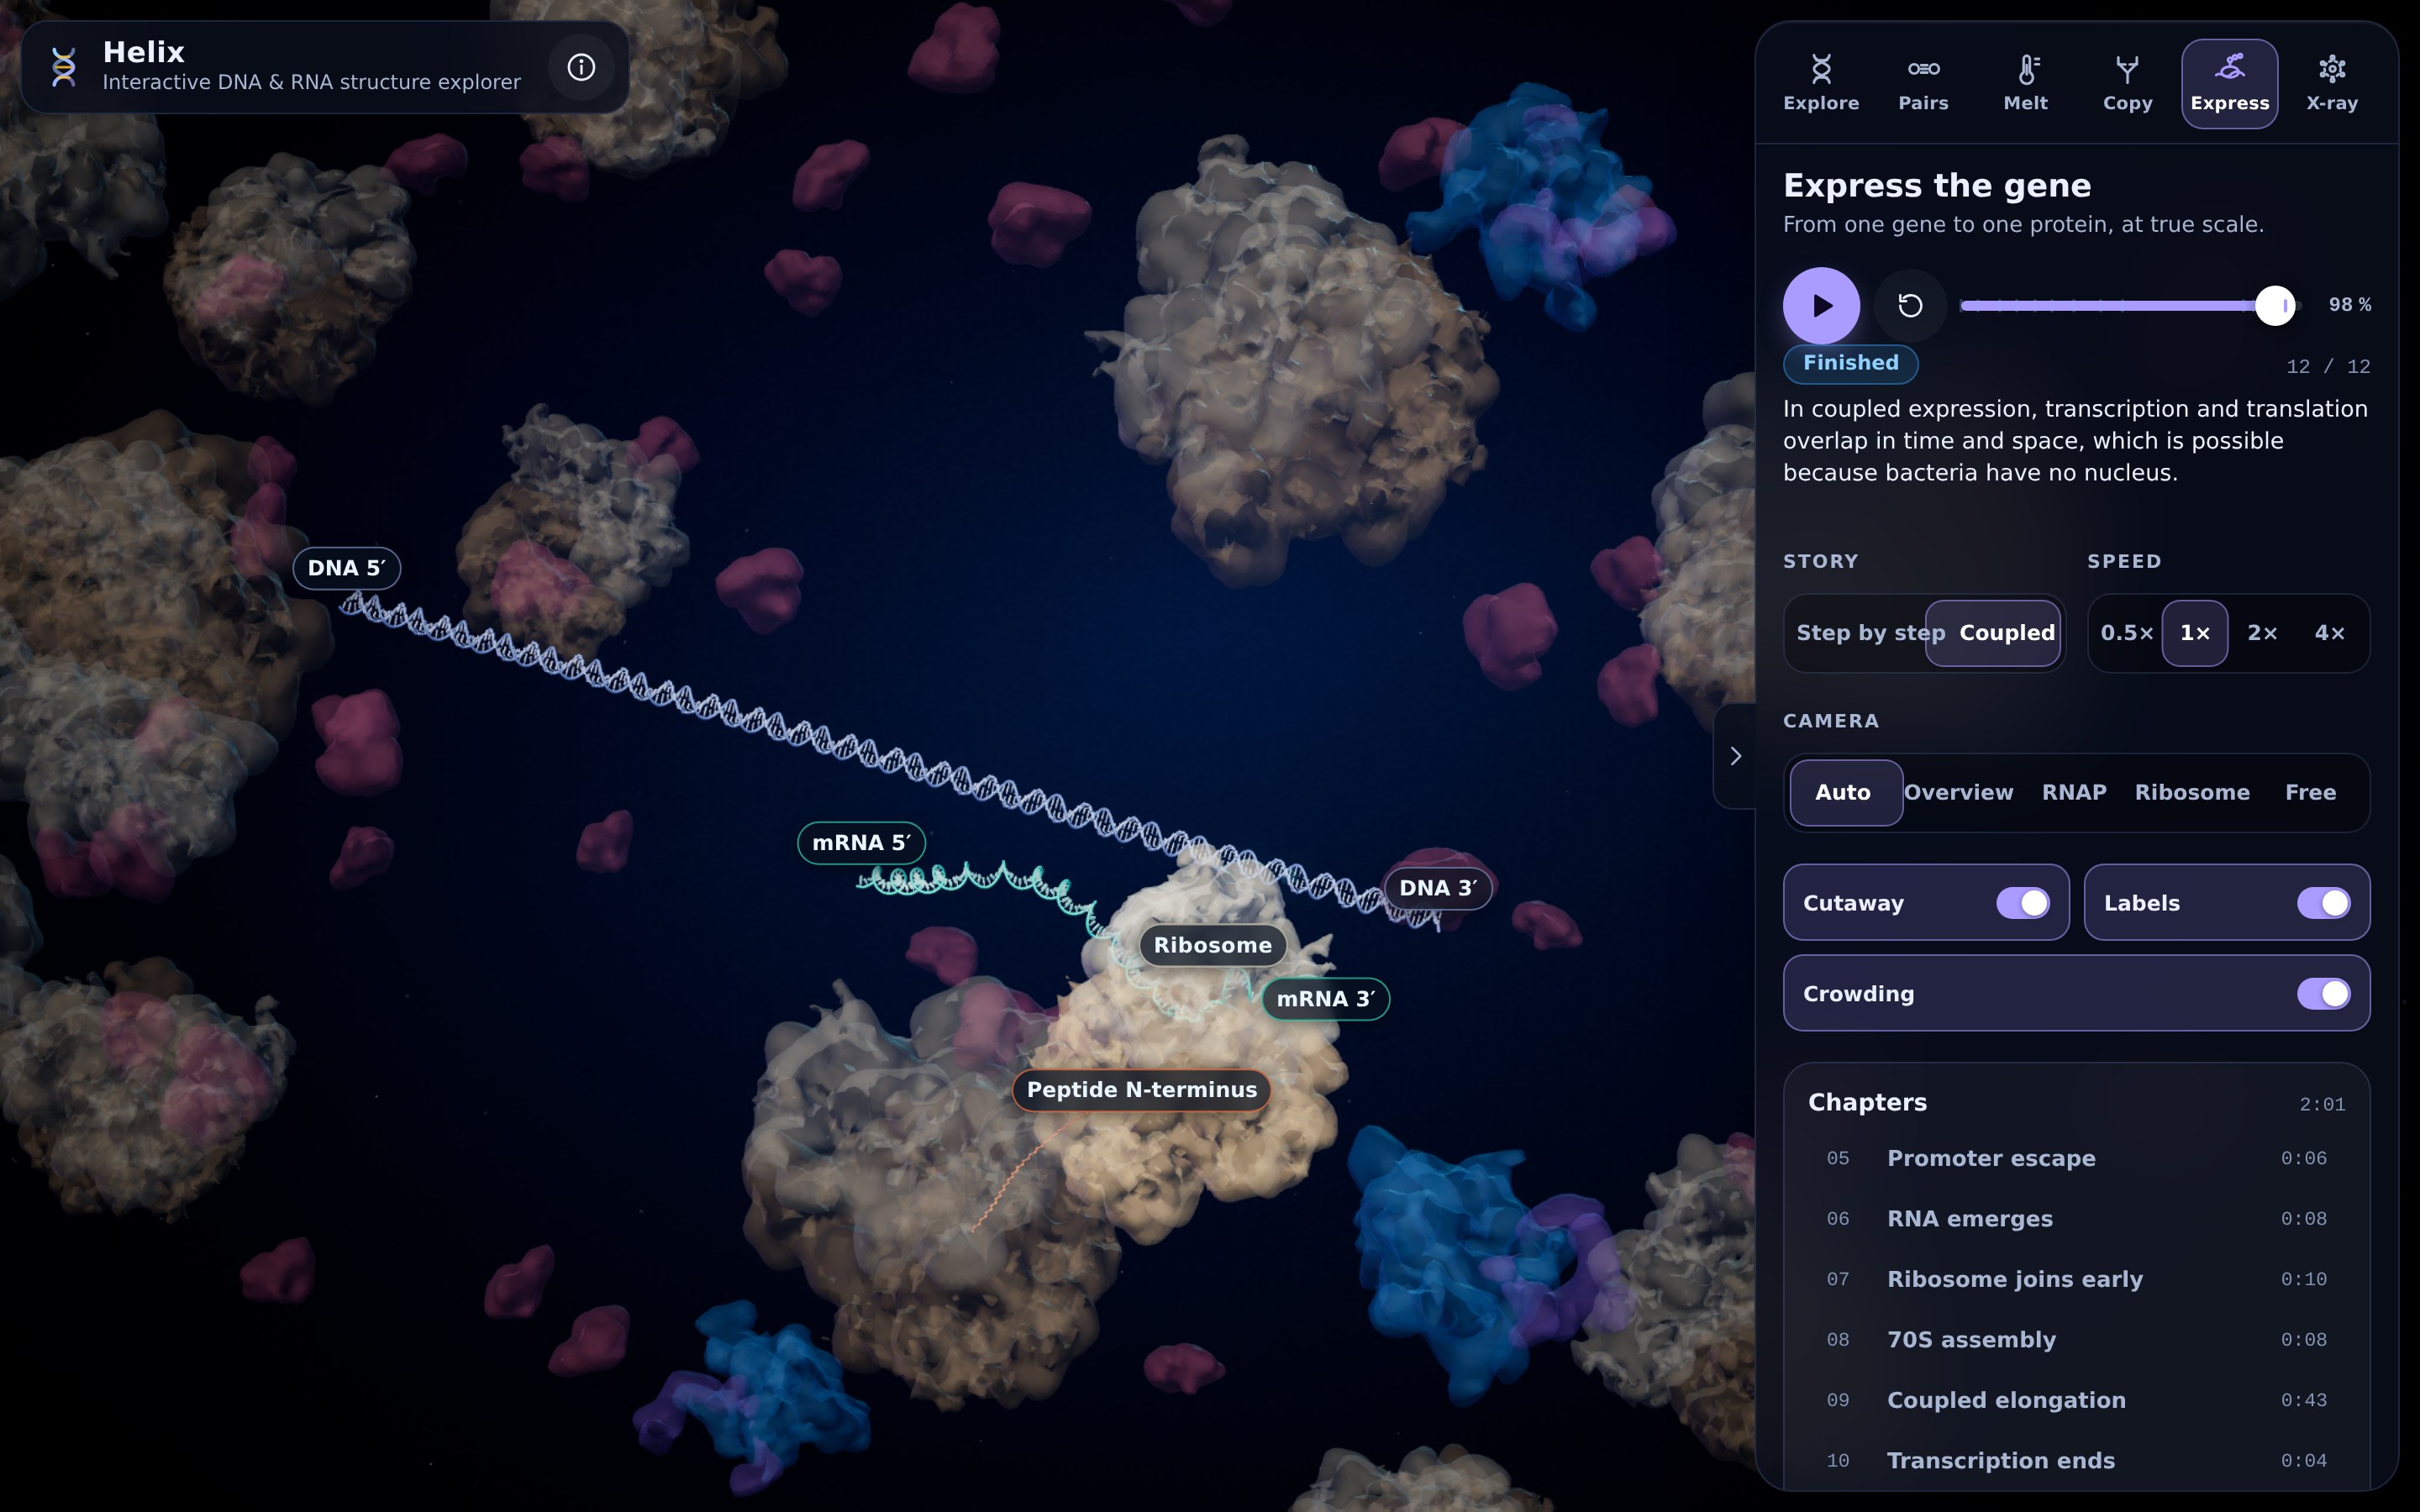 Helix
Interactive DNA & RNA structure explorer
Explore
Pairs
Melt
Copy
Express
X-ray
Express the gene
From one gene to one protein, at true scale.
98 %
Finished
12 / 12
In coupled expression, transcription and translation
overlap in time and space, which is possible
because bacteria have no nucleus.
STORY
SPEED
Step by step
Coupled
0.5×
1×
2×
4×
CAMERA
Auto
Overview
RNAP
Ribosome
Free
Cutaway
Labels
Crowding
Chapters
2:01
05 Promoter escape 0:06
06 RNA emerges 0:08
07 Ribosome joins early 0:10
08 70S assembly 0:08
09 Coupled elongation 0:43
10 Transcription ends 0:04
DNA 5′
mRNA 5′
DNA 3′
Ribosome
mRNA 3′
Peptide N-terminus